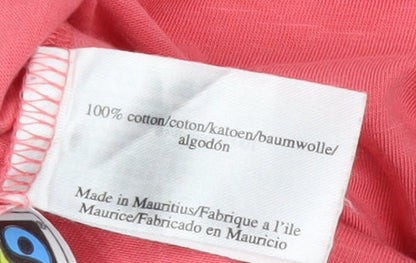 100% cotton/coton/katoen/baumwolle/
algodón
Made in Mauritius/Fabrique a l'ile
Maurice/Fabricado en Mauricio